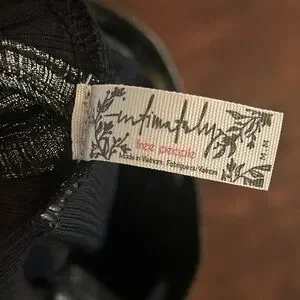 intimately
free people
Made in Vietnam. Fabriqué au Vietnam
M